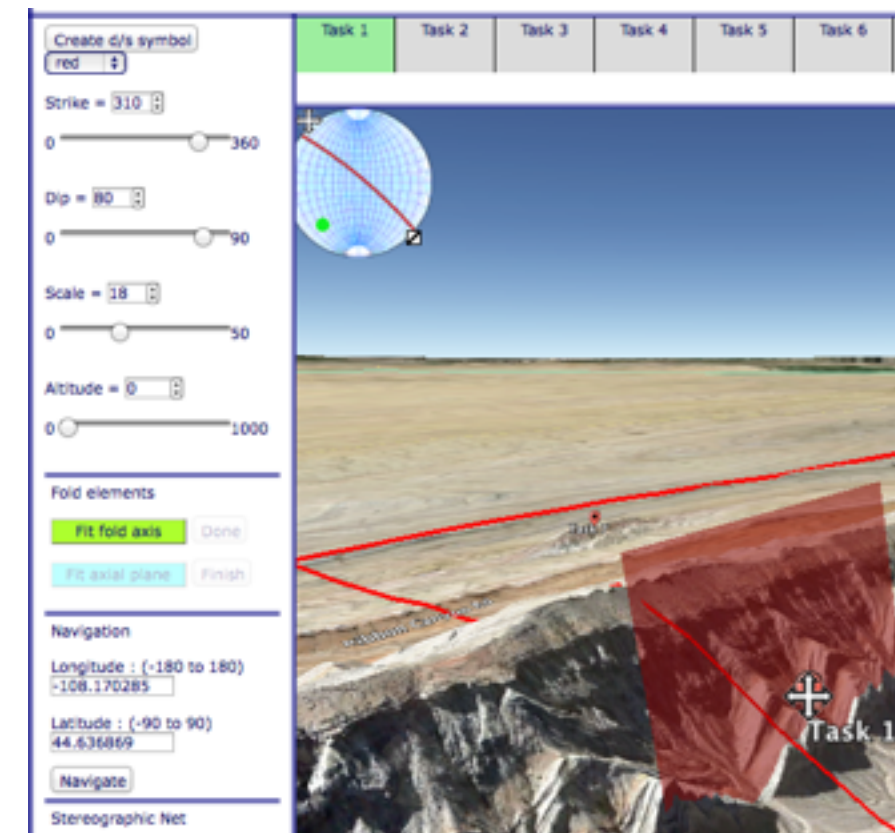 Create d/s symbol
red
Strike = 310
0 360
Dip = 80
0 90
Scale = 18
0 50
Altitude = 0
0 1000
Fold elements
Fit fold axis Done
Fit axial plane Finish
Navigation
Longitude : (-180 to 180)
-108.170285
Latitude : (-90 to 90)
44.636869
Navigate
Stereographic Net
Task 1 Task 2 Task 3 Task 4 Task 5 Task 6
Task 1